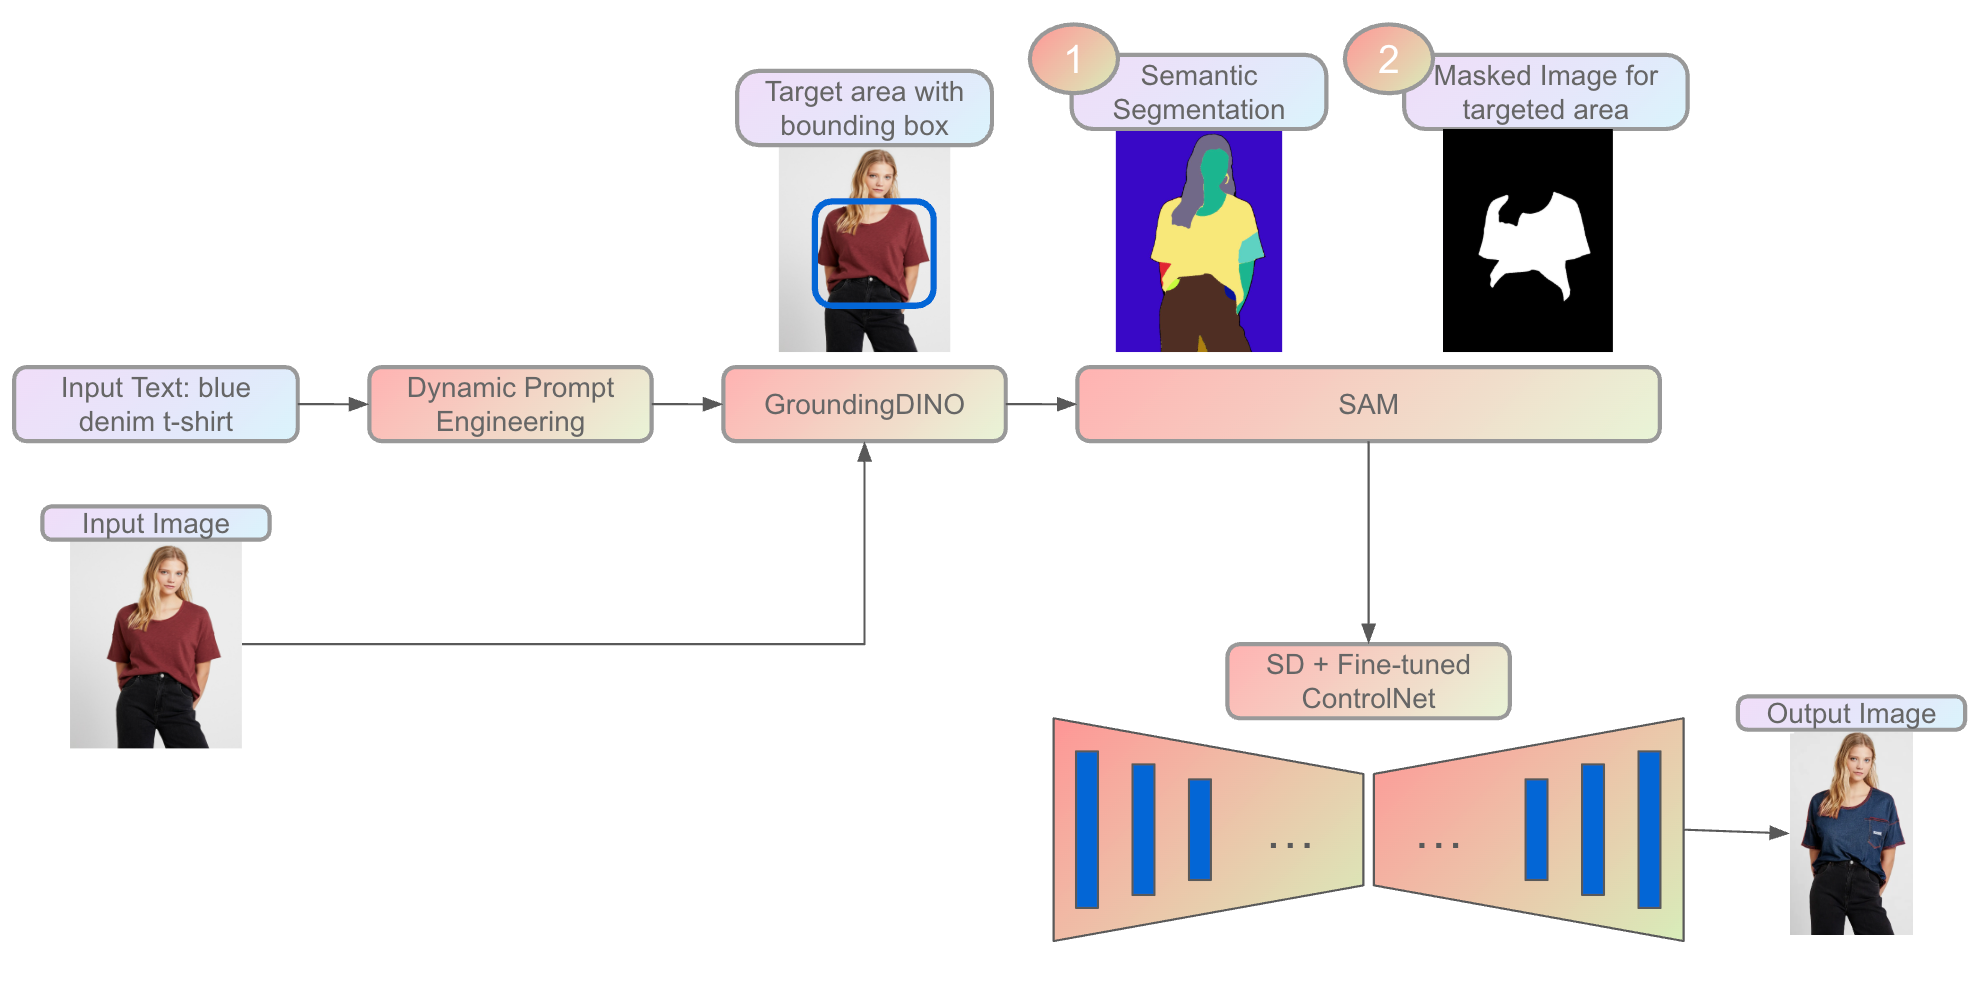 1
Semantic
Segmentation
2
Masked Image for
targeted area
Target area with
bounding box
Input Text: blue
denim t-shirt
Dynamic Prompt
Engineering
GroundingDINO
SAM
Input Image
SD + Fine-tuned
ControlNet
Output Image
... ...